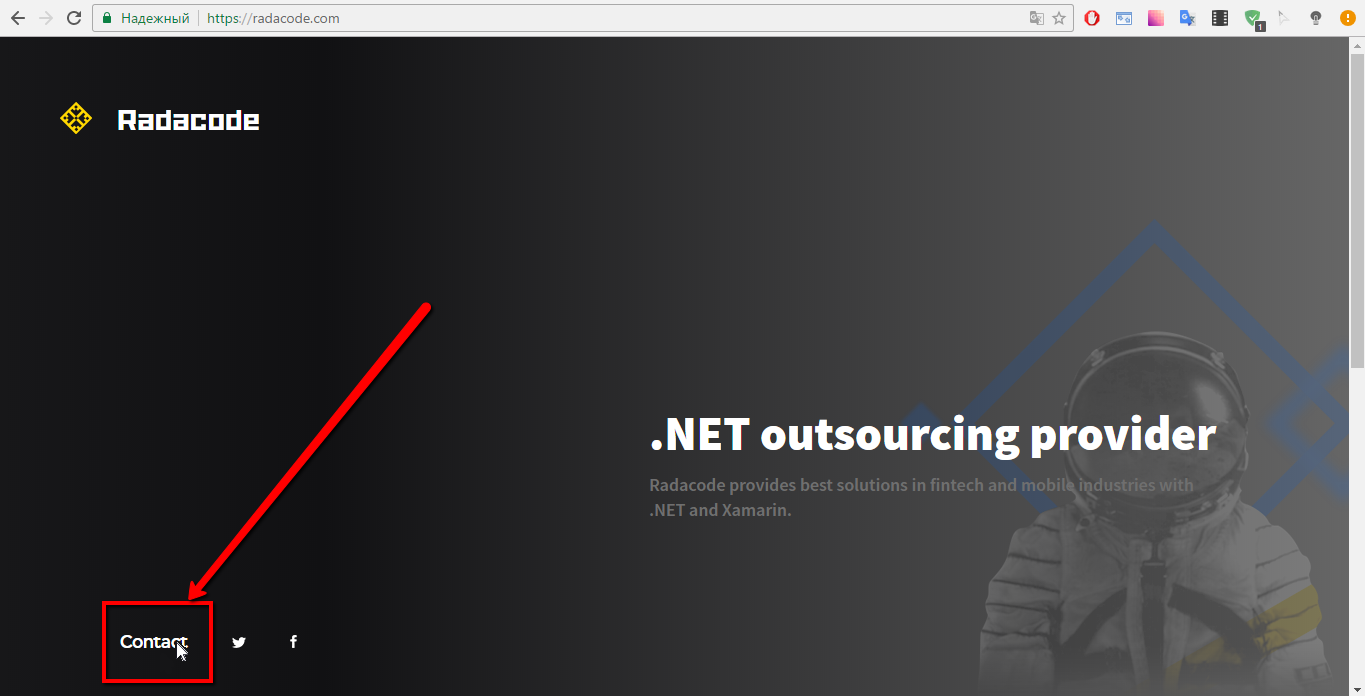 Надежный https://radacode.com
1
Radacode
.NET outsourcing provider
Radacode provides best solutions in fintech and mobile industries with
.NET and Xamarin.
Contact